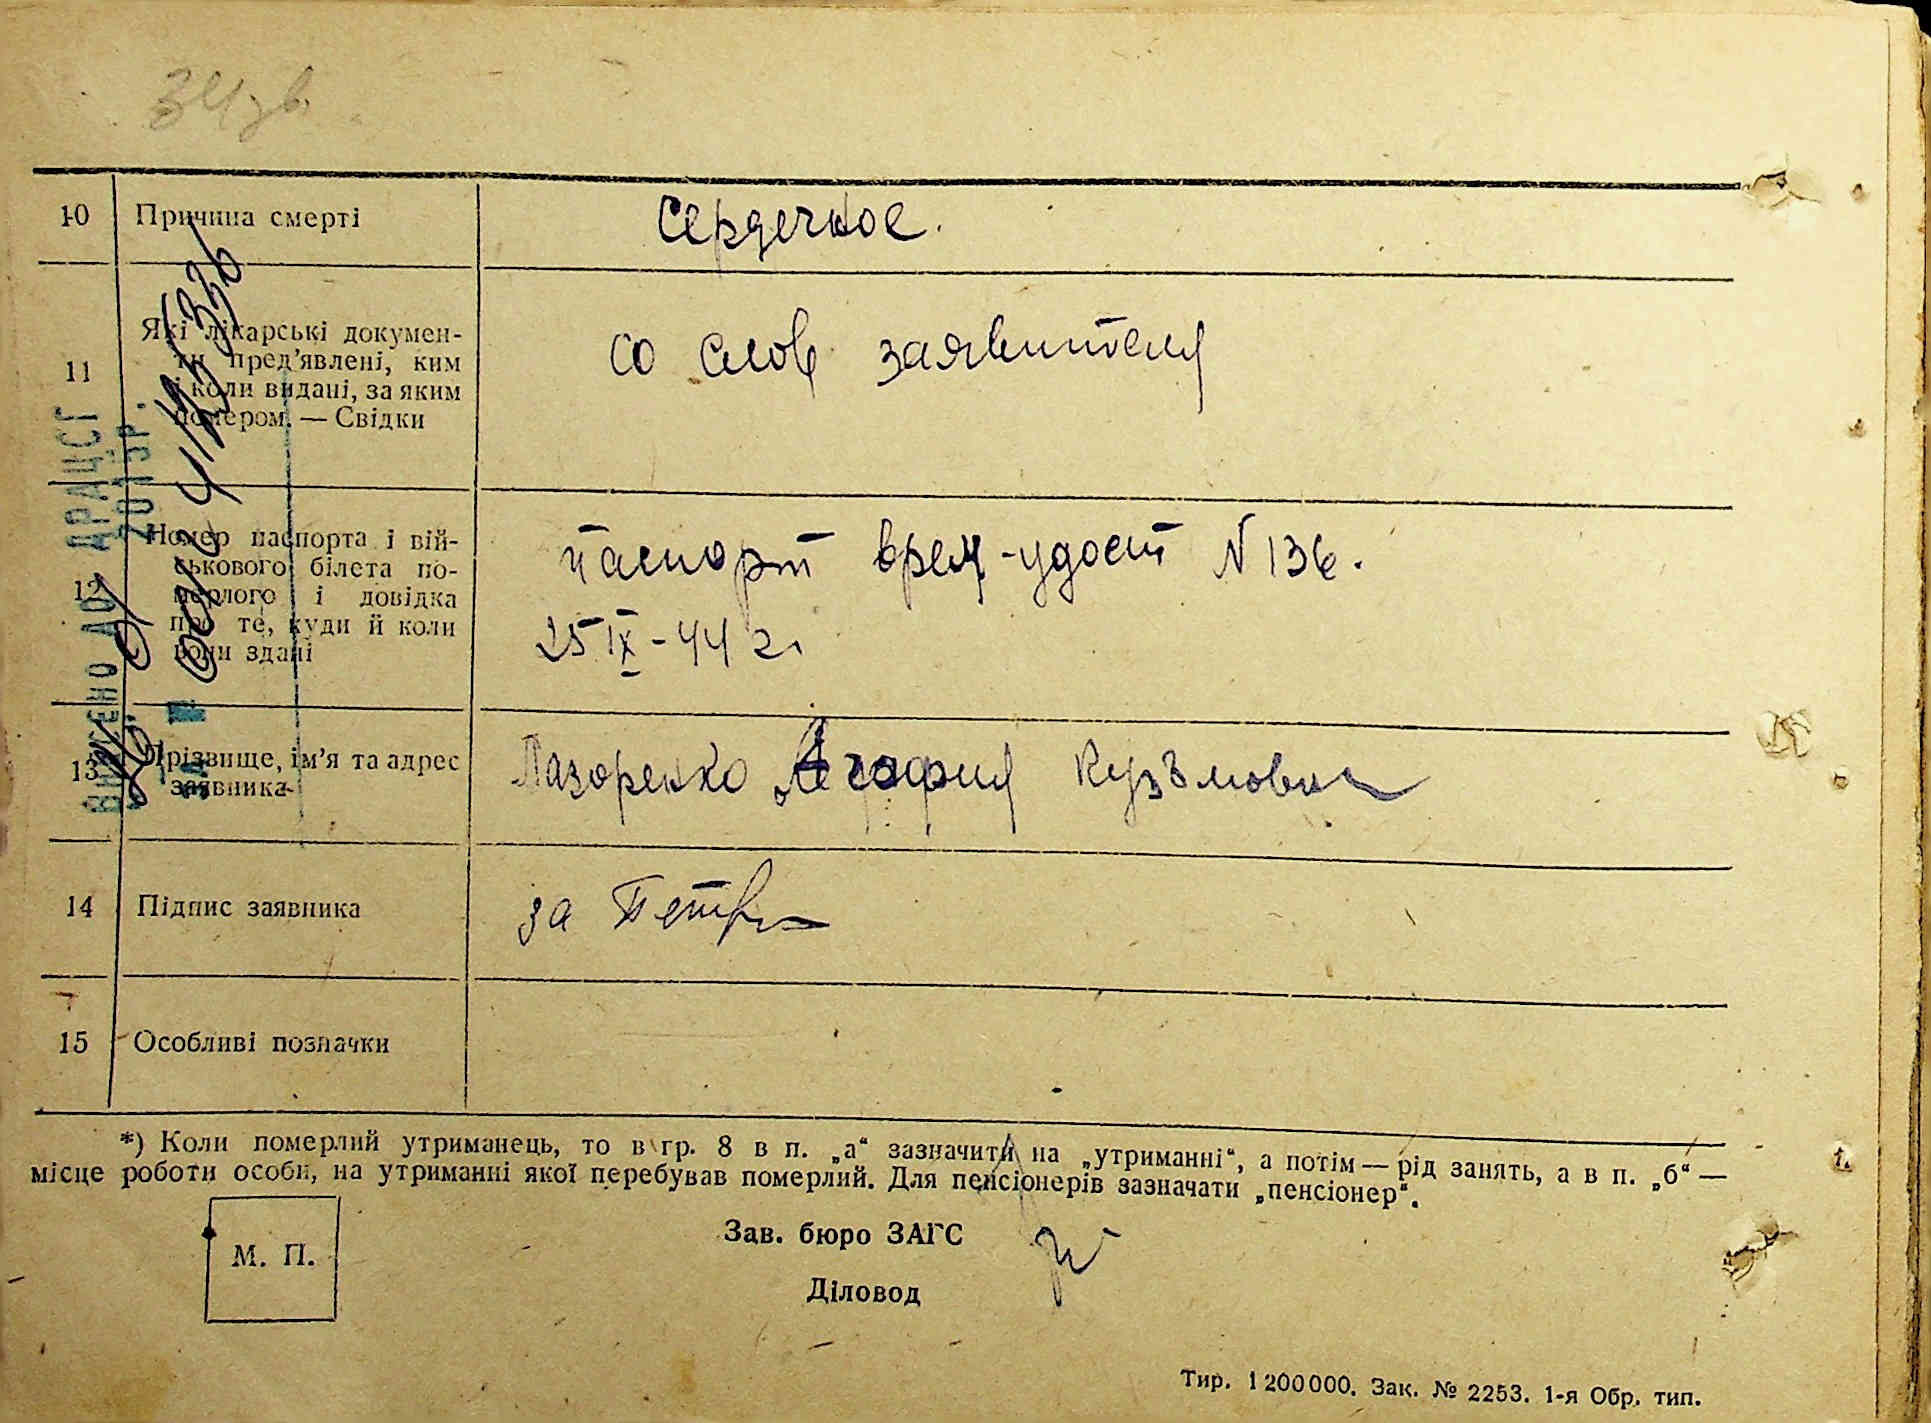 10 Причина смерті Сердечное.
11 Які лікарські докумен-
ти пред’явлені, ким
і коли видані, за яким
номером. — Свідки
со слов заявителя
12 Номер паспорта і вій-
ськового білета по-
мерлого і довідка
про те, куди й коли
вони здані
паспорт врем-удост N 136.
25 IX - 44 г.
13 Прізвище, ім’я та адрес
заявника
Лазоренко Агафия Кузьмовна
14 Підпис заявника за
15 Особливі позначки
ВНЕСЕНО ДО ДРАЦСГ
201 р.
*) Коли померлий утриманець, то в гр. 8 в п. „а“ зазначити на „утриманні“, а потім — рід занять, а в п. „б“ —
місце роботи особи, на утриманні якої перебував померлий. Для пенсіонерів зазначати „пенсіонер“.
М. П.
Зав. бюро ЗАГС
Діловод
Тир. 1200000. Зак. № 2253. 1-я Обр. тип.